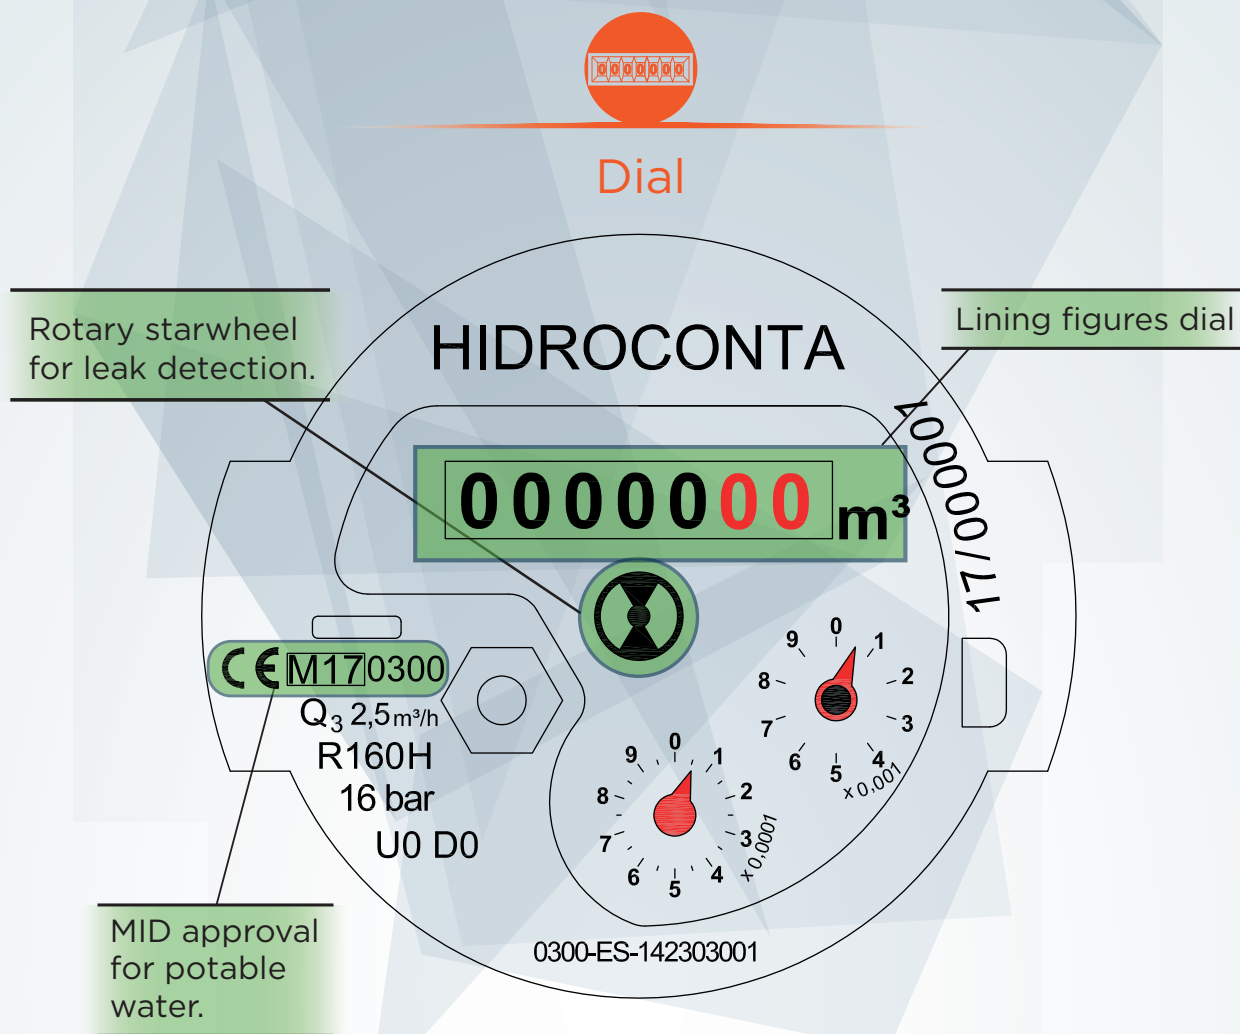 0000000
Dial
Rotary starwheel
for leak detection.
Lining figures dial
HIDROCONTA
17/000001
0000000 m³
CE M17 0300
Q3 2,5 m³/h
R160H
16 bar
U0 D0
0
1
2
3
4
5
6
7
8
9
x 0,001
0
1
2
3
4
5
6
7
8
9
x 0,0001
0300-ES-142303001
MID approval
for potable
water.